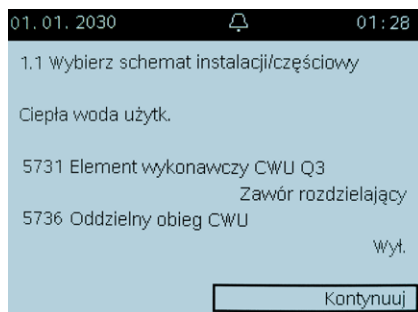 01.01.2030 01:28
1.1 Wybierz schemat instalacji/częściowy
Ciepła woda użytk.
5731 Element wykonawczy CWU Q3
Zawór rozdzielający
5736 Oddzielny obieg CWU
Wył.
Kontynuuj